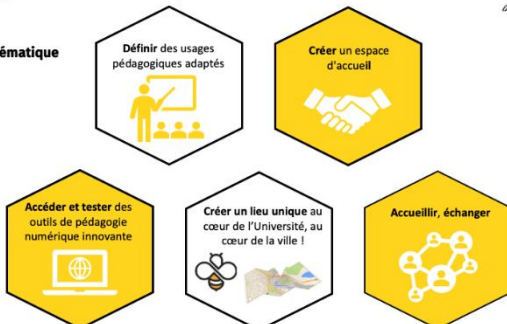 ématique
Définir des usages
pédagogiques adaptés
Créer un espace
d'accueil
Accéder et tester des
outils de pédagogie
numérique innovante
Créer un lieu unique au
cœur de l'Université, au
cœur de la ville !
Accueillir, échanger